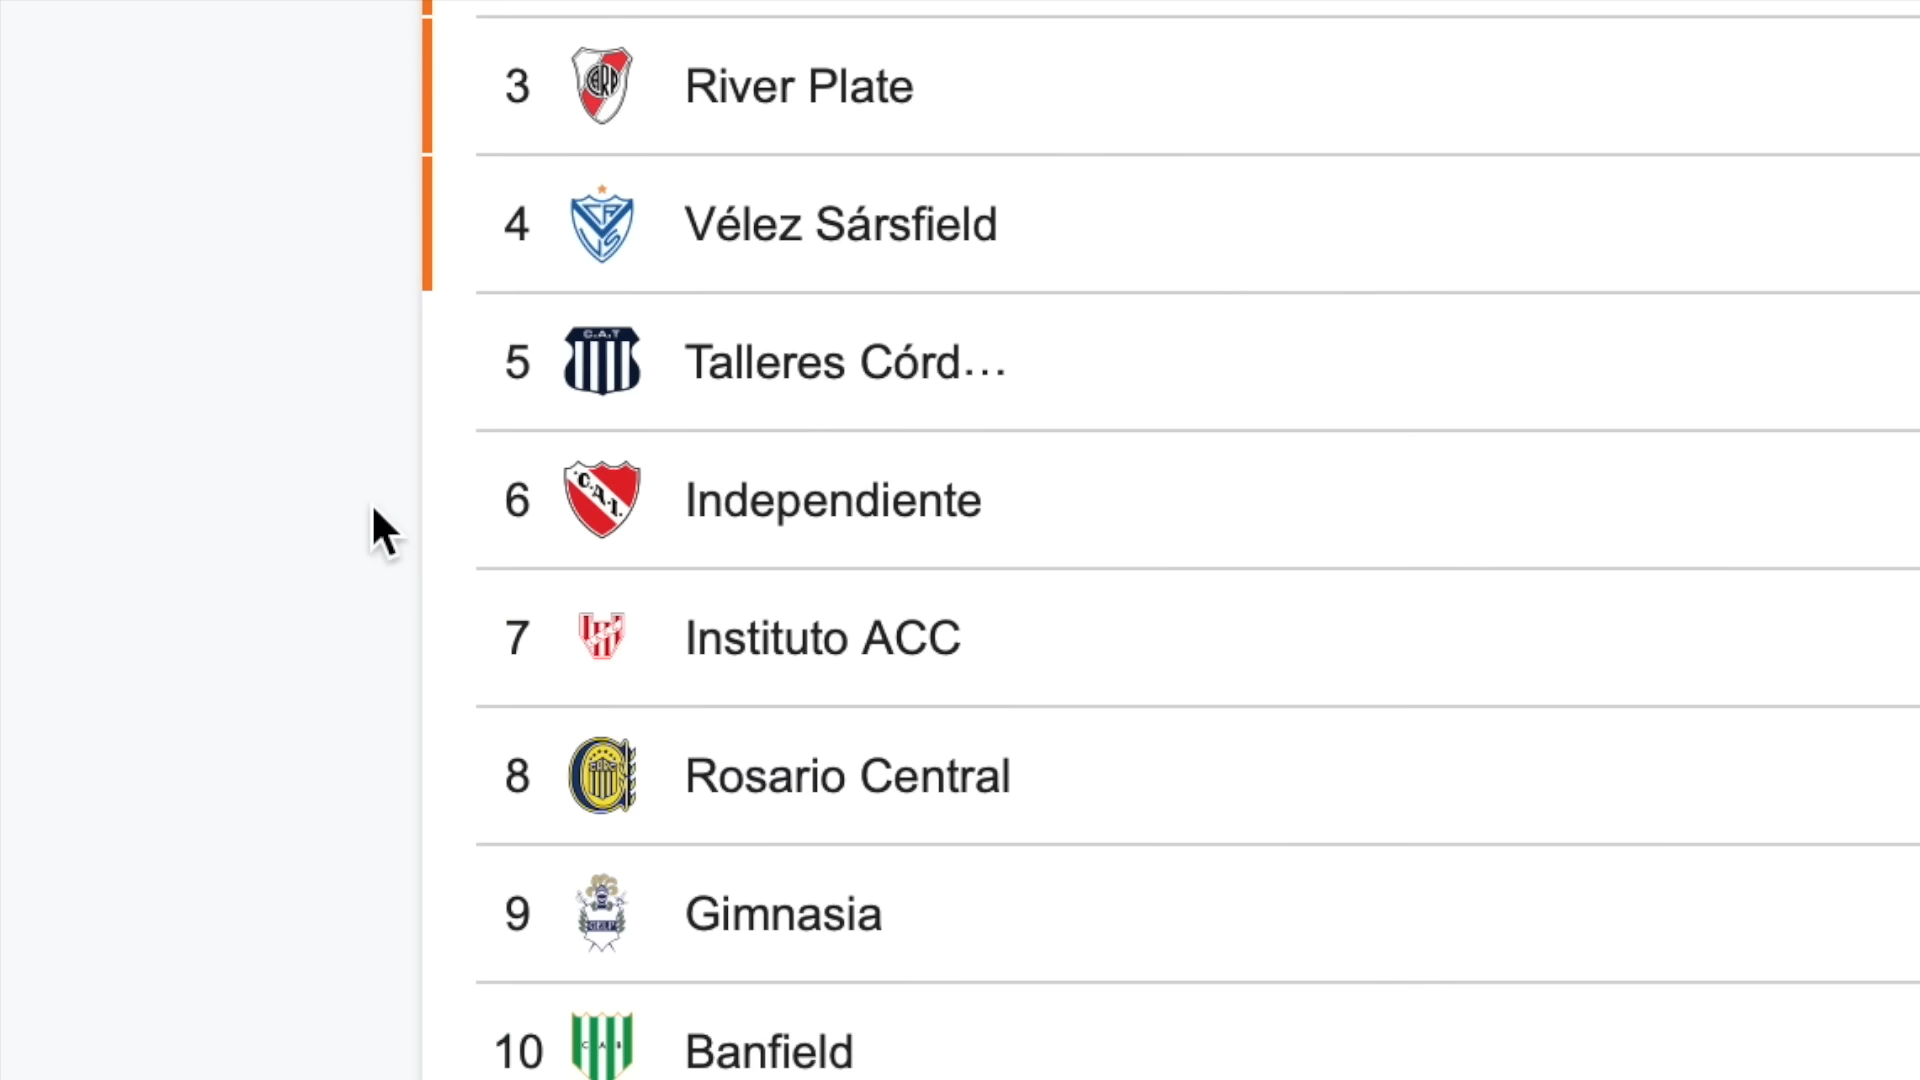 3 River Plate
4 Vélez Sársfield
C.A.T
5 Talleres Córd...
C.A.I.
6 Independiente
7 Instituto ACC
8 Rosario Central
9 Gimnasia
10 Banfield